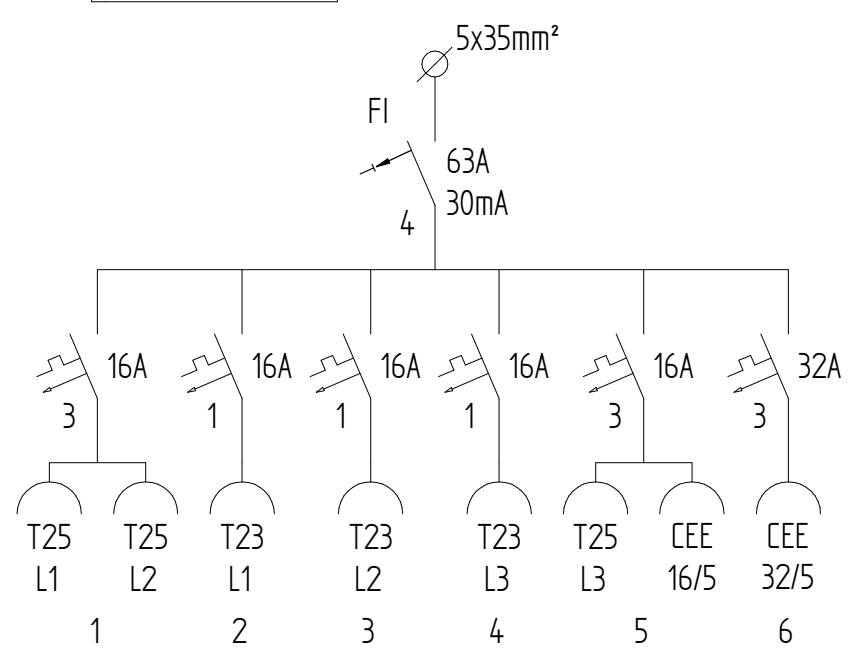 5x35mm²
FI
63A
30mA
4
16A 16A 16A 16A 16A 32A
3 1 1 1 3 3
T25 T25 T23 T23 T23 T25 CEE CEE
L1 L2 L1 L2 L3 L3 16/5 32/5
1 2 3 4 5 6